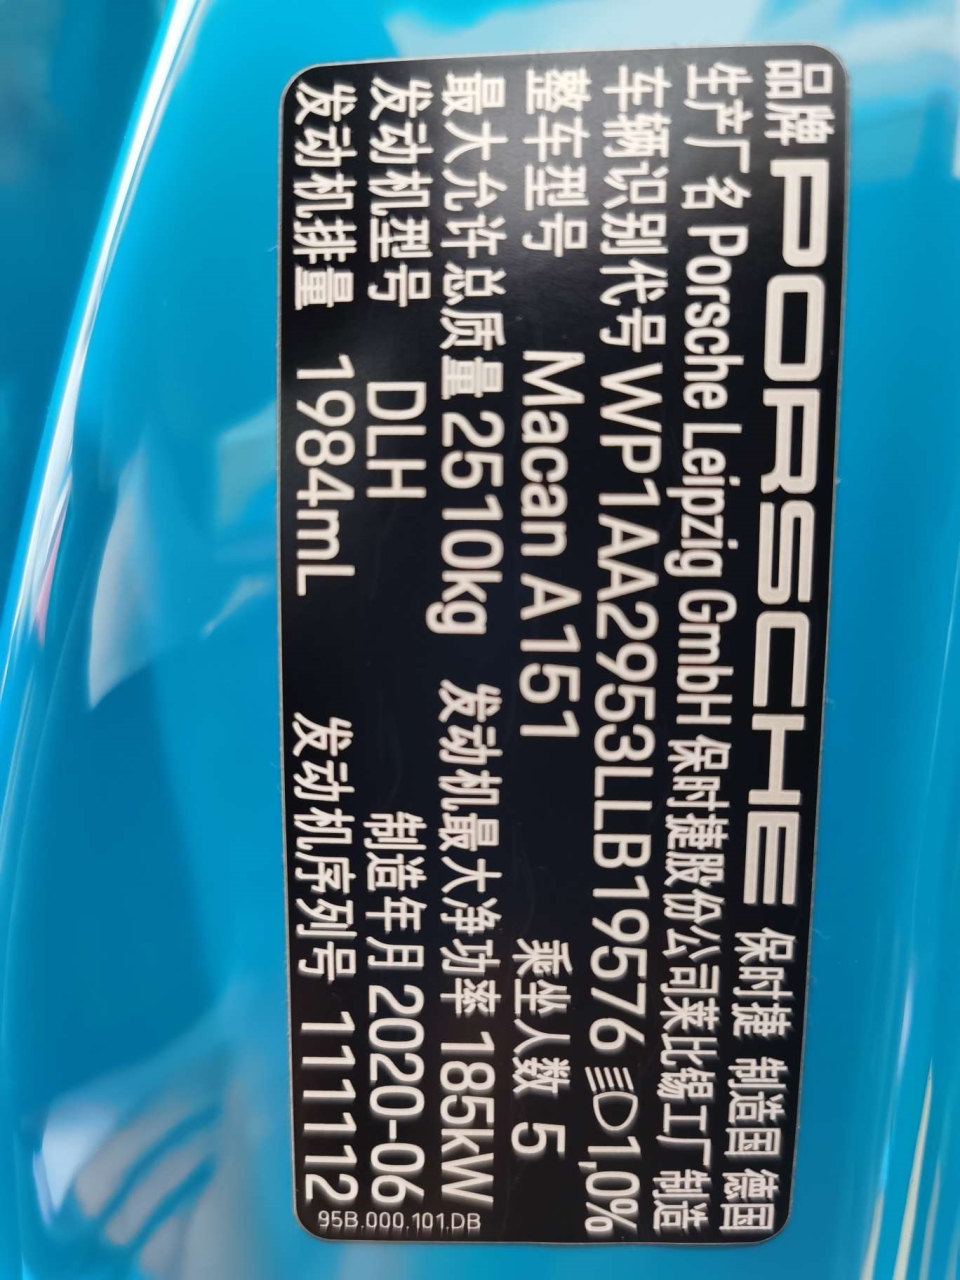 品牌 PORSCHE 保时捷 制造国 德国
生产厂名 Porsche Leipzig GmbH 保时捷股份公司莱比锡工厂制造
车辆识别代号 WP1AA2953LLB19576 1,0%
整车型号 Macan A151 乘坐人数 5
最大允许总质量 2510kg 发动机最大净功率 185kW
发动机型号 DLH 制造年月 2020-06
发动机排量 1984mL 发动机序列号 111112
95B.000.101.DB